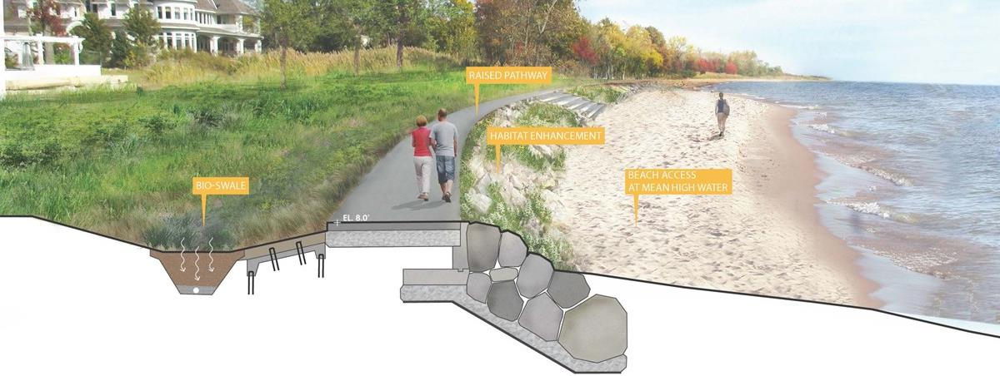 RAISED PATHWAY
HABITAT ENHANCEMENT
BEACH ACCESS
AT MEAN HIGH WATER
BIO-SWALE
EL. 8.0'